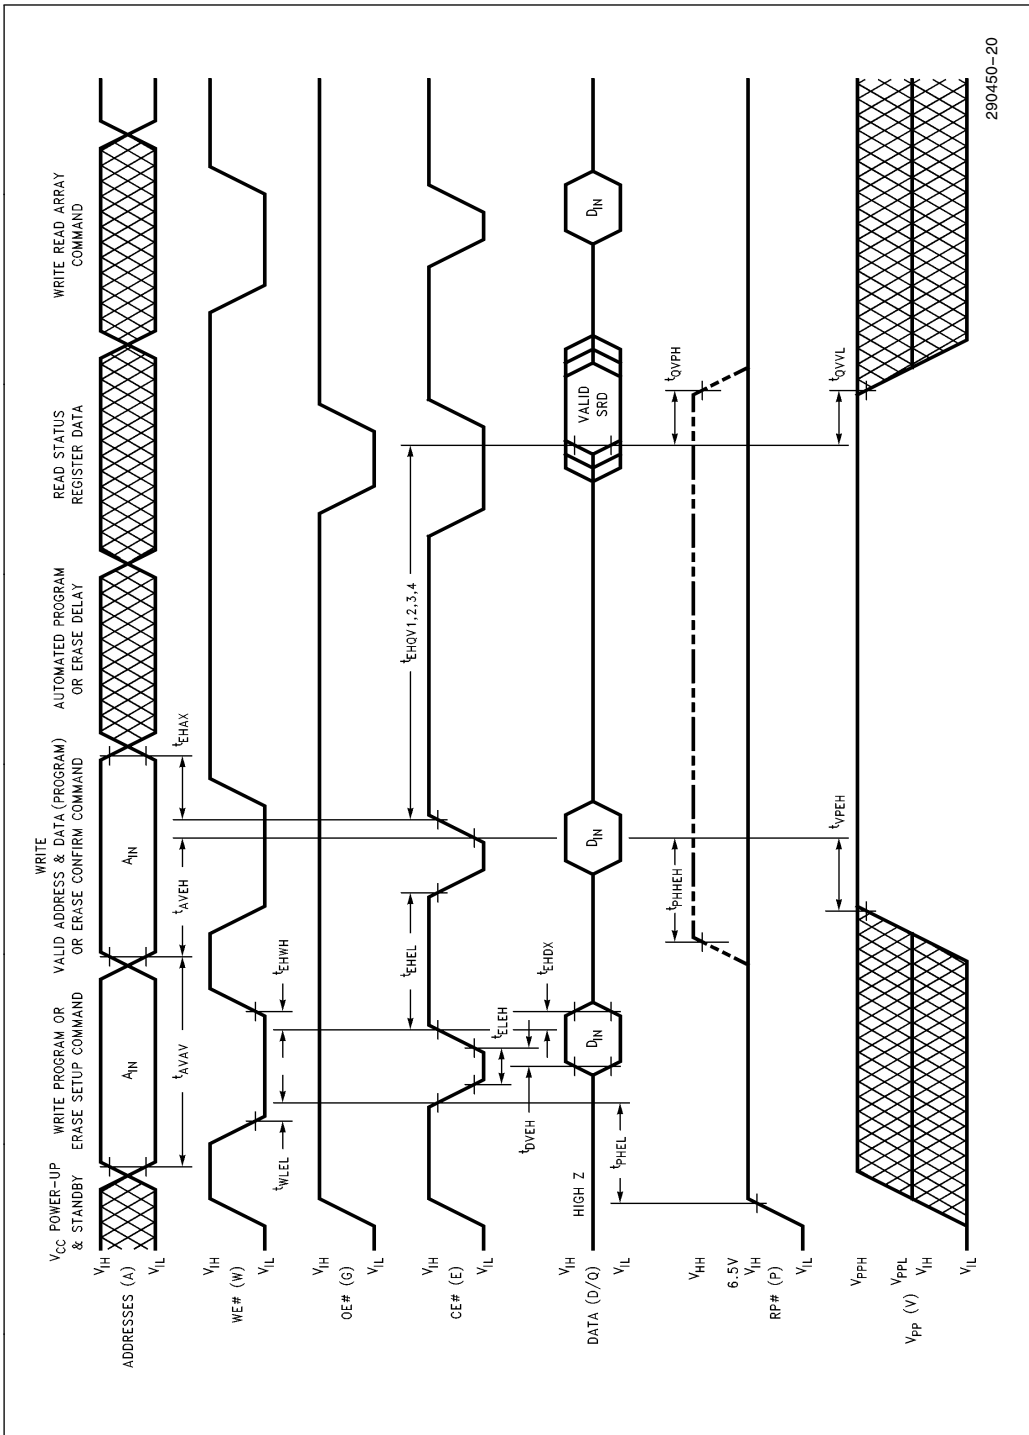 V_CC POWER-UP
& STANDBY
WRITE PROGRAM OR
ERASE SETUP COMMAND
WRITE
VALID ADDRESS & DATA (PROGRAM)
OR ERASE CONFIRM COMMAND
AUTOMATED PROGRAM
OR ERASE DELAY
READ STATUS
REGISTER DATA
WRITE READ ARRAY
COMMAND
ADDRESSES (A)
V_IH
V_IL
A_IN
A_IN
t_AVAV
t_AVEH
t_EHAX
WE# (W)
V_IH
V_IL
t_WLEL
t_EHWH
OE# (G)
V_IH
V_IL
t_EHEL
t_EHQV1,2,3,4
CE# (E)
V_IH
V_IL
t_ELEH
t_DVEH
t_EHDX
DATA (D/Q)
V_IH
V_IL
HIGH Z
D_IN
D_IN
VALID
SRD
D_IN
t_PHEL
t_PHHEH
t_QVPH
V_HH
6.5V
V_IH
RP# (P)
V_IL
t_VPEH
t_QVVL
V_PPH
V_PPL
V_PP (V)
V_IH
V_IL
290450-20